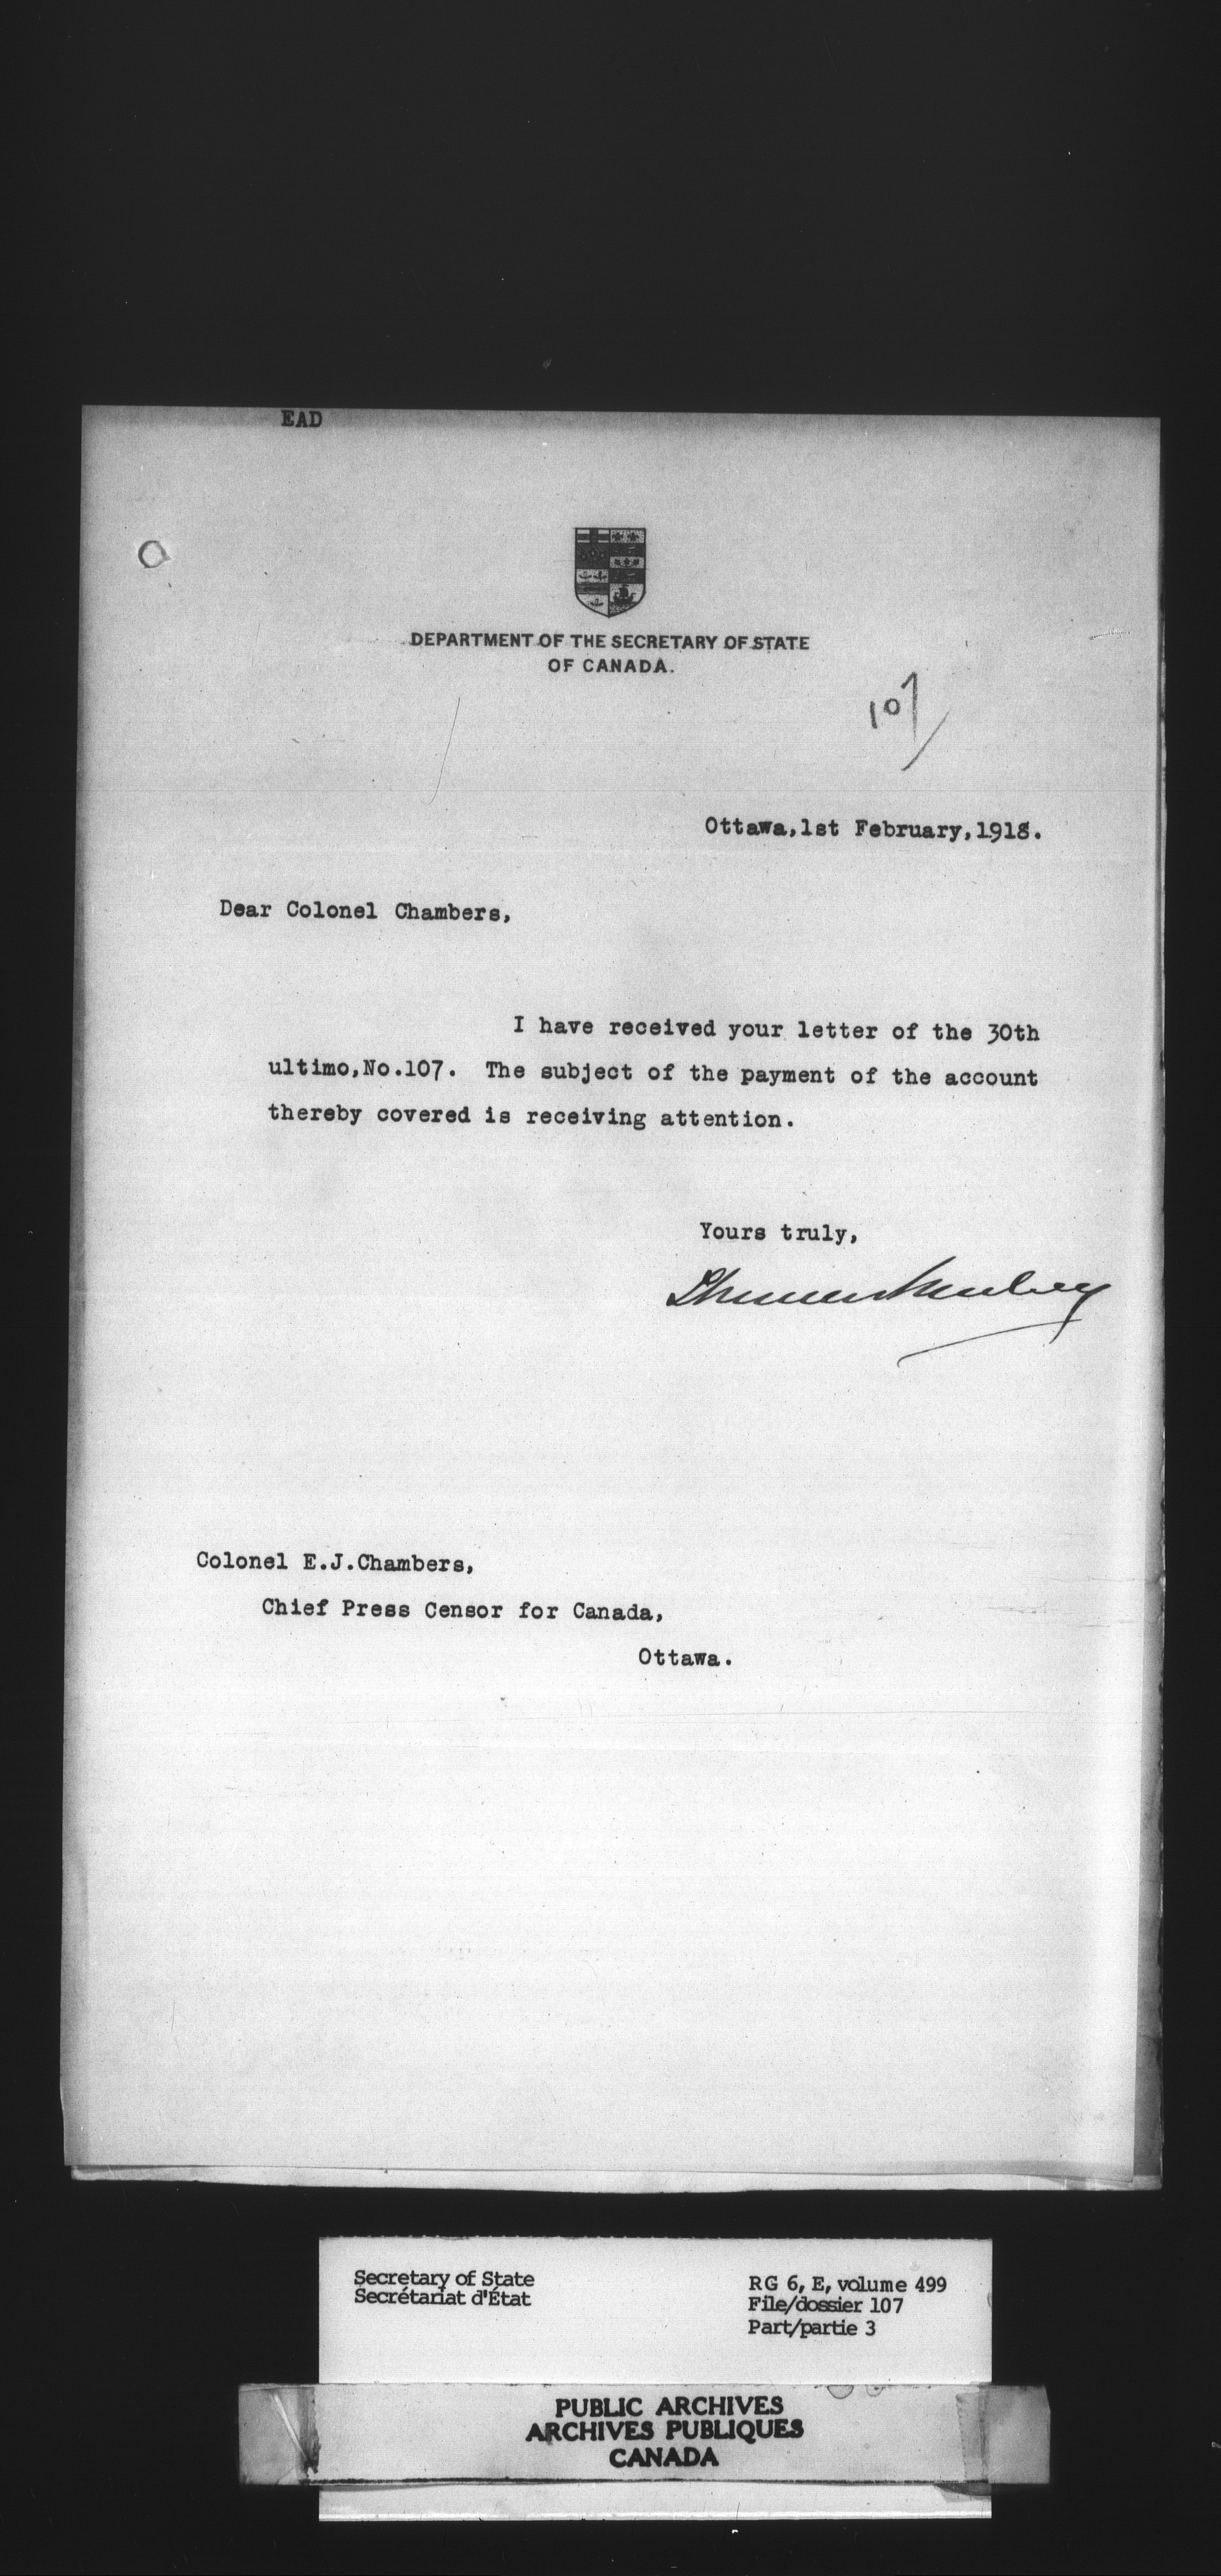 EAD
DEPARTMENT OF THE SECRETARY OF STATE
OF CANADA.
107
Ottawa,1st February,1918.
Dear Colonel Chambers,
I have received your letter of the 30th
ultimo,No.107. The subject of the payment of the account
thereby covered is receiving attention.
Yours truly,
Thomas Mulvey
Colonel E.J.Chambers,
Chief Press Censor for Canada,
Ottawa.
Secretary of State
Secrétariat d'État
RG 6, E, volume 499
File/dossier 107
Part/partie 3
PUBLIC ARCHIVES
ARCHIVES PUBLIQUES
CANADA